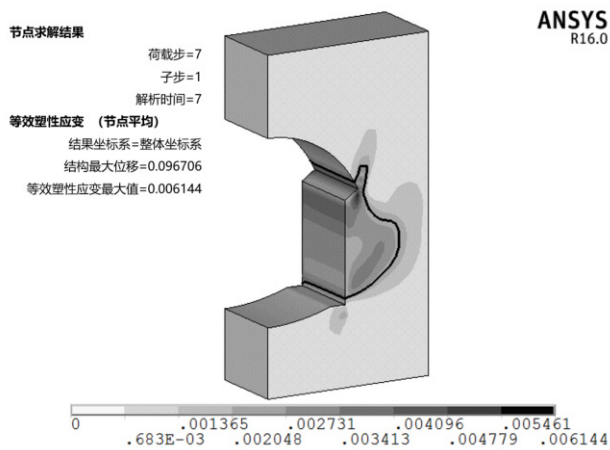 节点求解结果
荷载步=7
子步=1
解析时间=7
等效塑性应变 （节点平均）
结果坐标系=整体坐标系
结构最大位移=0.096706
等效塑性应变最大值=0.006144
ANSYS
R16.0
0 .001365 .002731 .004096 .005461
.683E-03 .002048 .003413 .004779 .006144